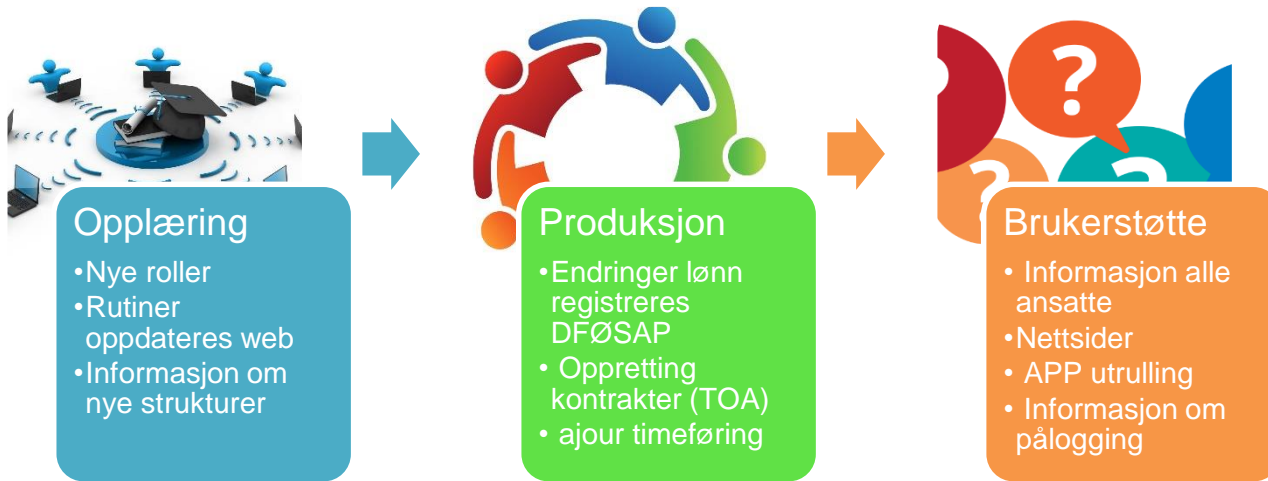 Opplæring
•Nye roller
•Rutiner
oppdateres web
•Informasjon om
nye strukturer
Produksjon
•Endringer lønn
registreres
DFØSAP
• Oppretting
kontrakter (TOA)
• ajour timeføring
?
?
?
Brukerstøtte
• Informasjon alle
ansatte
•Nettsider
• APP utrulling
• Informasjon om
pålogging